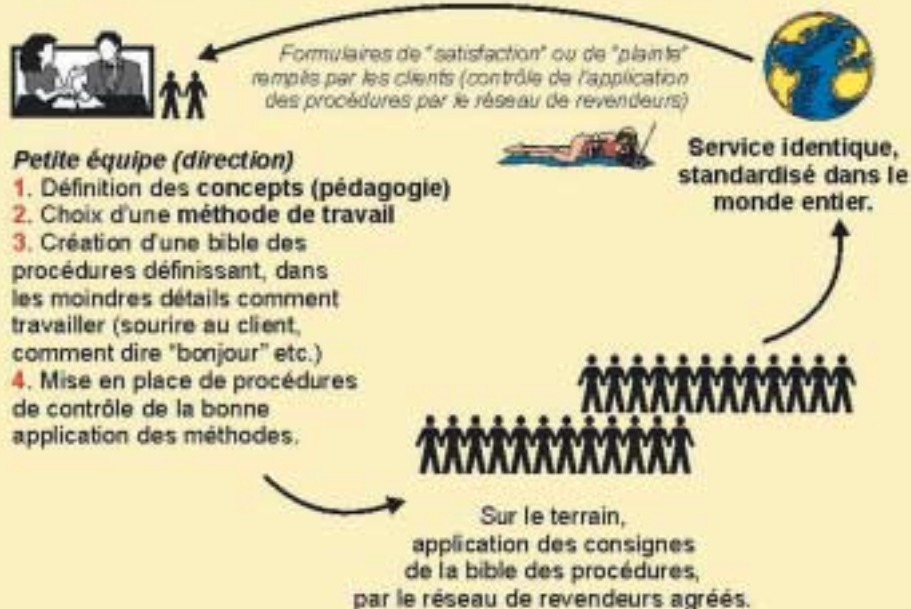 Formulaires de "satisfaction" ou de "plainte"
remplis par les clients (contrôle de l'application
des procédures par le réseau de revendeurs)
Service identique,
standardisé dans le
monde entier.
Petite équipe (direction)
1. Définition des concepts (pédagogie)
2. Choix d'une méthode de travail
3. Création d'une bible des
procédures définissant, dans
les moindres détails comment
travailler (sourire au client,
comment dire "bonjour" etc.)
4. Mise en place de procédures
de contrôle de la bonne
application des méthodes.
Sur le terrain,
application des consignes
de la bible des procédures,
par le réseau de revendeurs agréés.